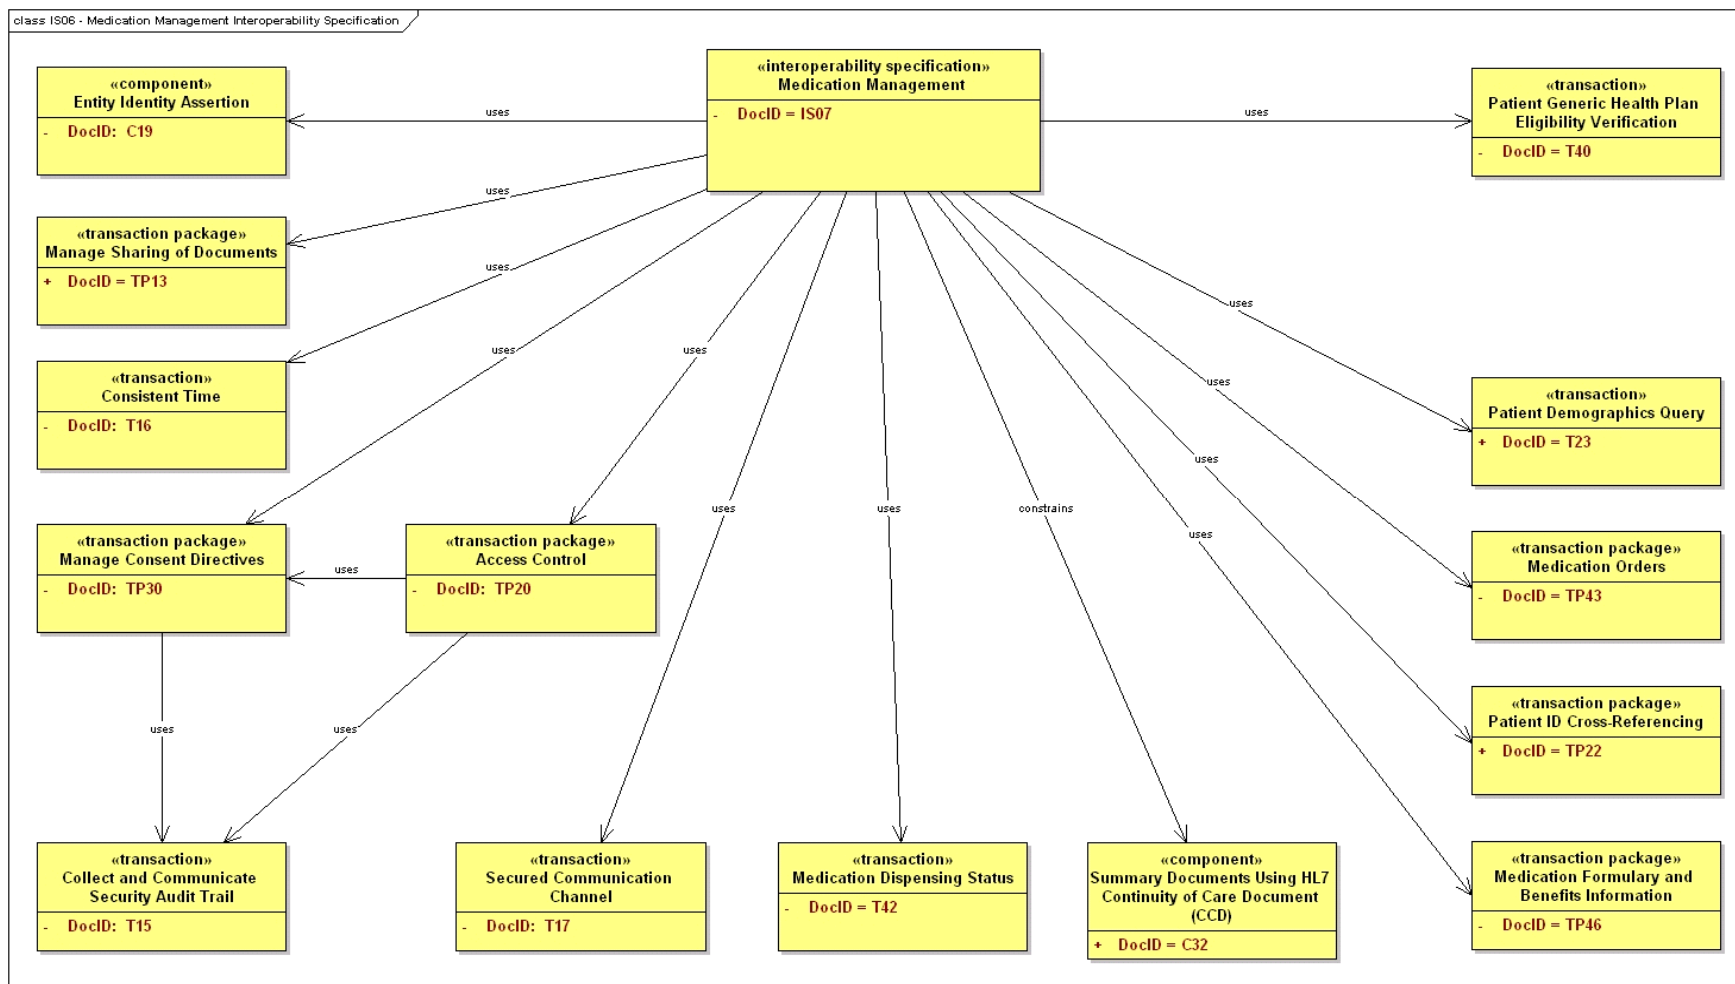 class IS06 - Medication Management Interoperability Specification
«component»
Entity Identity Assertion
- DocID: C19
«interoperability specification»
Medication Management
- DocID = IS07
«transaction»
Patient Generic Health Plan
Eligibility Verification
- DocID = T40
uses
uses
uses
«transaction package»
Manage Sharing of Documents
+ DocID = TP13
uses
uses
«transaction»
Consistent Time
- DocID: T16
uses
uses
uses
«transaction»
Patient Demographics Query
+ DocID = T23
uses
uses
uses
constrains
uses
«transaction package»
Manage Consent Directives
- DocID: TP30
uses
«transaction package»
Access Control
- DocID: TP20
«transaction package»
Medication Orders
- DocID = TP43
«transaction package»
Patient ID Cross-Referencing
+ DocID = TP22
uses
uses
«transaction»
Collect and Communicate
Security Audit Trail
- DocID: T15
«transaction»
Secured Communication
Channel
- DocID: T17
«transaction»
Medication Dispensing Status
- DocID = T42
«component»
Summary Documents Using HL7
Continuity of Care Document
(CCD)
+ DocID = C32
«transaction package»
Medication Formulary and
Benefits Information
- DocID = TP46